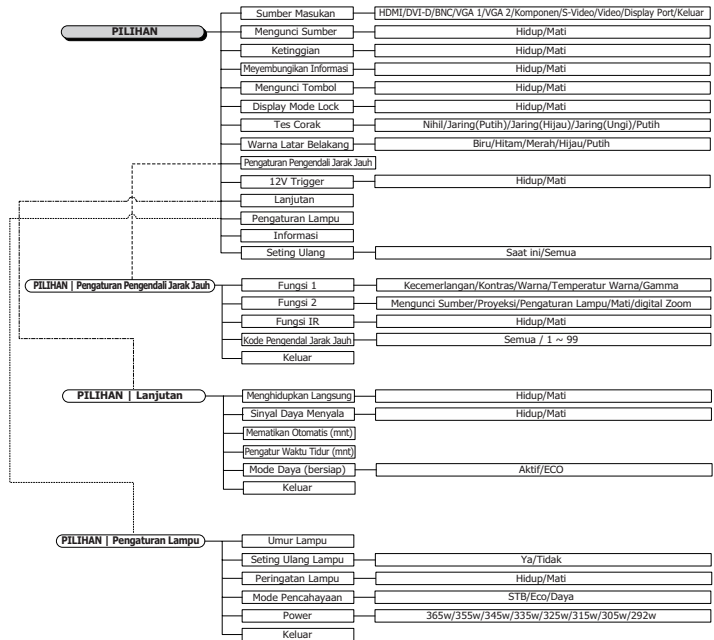 PILIHAN
Sumber Masukan HDMI/DVI-D/BNC/VGA 1/VGA 2/Komponen/S-Video/Video/Display Port/Keluar
Mengunci Sumber Hidup/Mati
Ketinggian Hidup/Mati
Meyembungikan Informasi Hidup/Mati
Mengunci Tombol Hidup/Mati
Display Mode Lock Hidup/Mati
Tes Corak Nihil/Jaring(Putih)/Jaring(Hijau)/Jaring(Ungi)/Putih
Warna Latar Belakang Biru/Hitam/Merah/Hijau/Putih
Pengaturan Pengendali Jarak Jauh
12V Trigger Hidup/Mati
Lanjutan
Pengaturan Lampu
Informasi
Seting Ulang Saat ini/Semua
PILIHAN | Pengaturan Pengendali Jarak Jauh
Fungsi 1 Kecemerlangan/Kontras/Warna/Temperatur Warna/Gamma
Fungsi 2 Mengunci Sumber/Proyeksi/Pengaturan Lampu/Mati/digital Zoom
Fungsi IR Hidup/Mati
Kode Pengendal Jarak Jauh Semua / 1 ~ 99
Keluar
PILIHAN | Lanjutan
Menghidupkan Langsung Hidup/Mati
Sinyal Daya Menyala Hidup/Mati
Mematikan Otomatis (mnt)
Pengatur Waktu Tidur (mnt)
Mode Daya (bersiap) Aktif/ECO
Keluar
PILIHAN | Pengaturan Lampu
Umur Lampu
Seting Ulang Lampu Ya/Tidak
Peringatan Lampu Hidup/Mati
Mode Pencahayaan STB/Eco/Daya
Power 365w/355w/345w/335w/325w/315w/305w/292w
Keluar